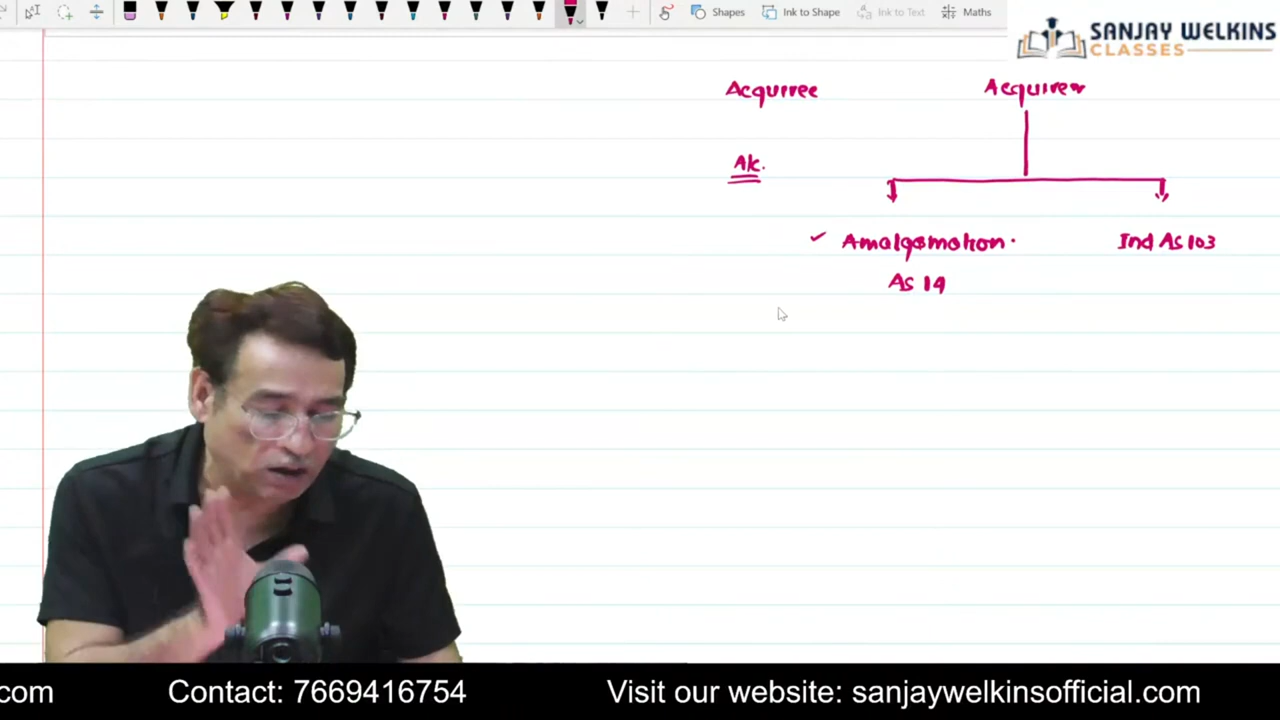 Shapes Ink to Shape Ink to Text Maths
SANJAY WELKINS
CLASSES
Acquiree Acquirer
A/c.
Amalgamation. Ind As 103
As 14
com Contact: 7669416754 Visit our website: sanjaywelkinsofficial.com